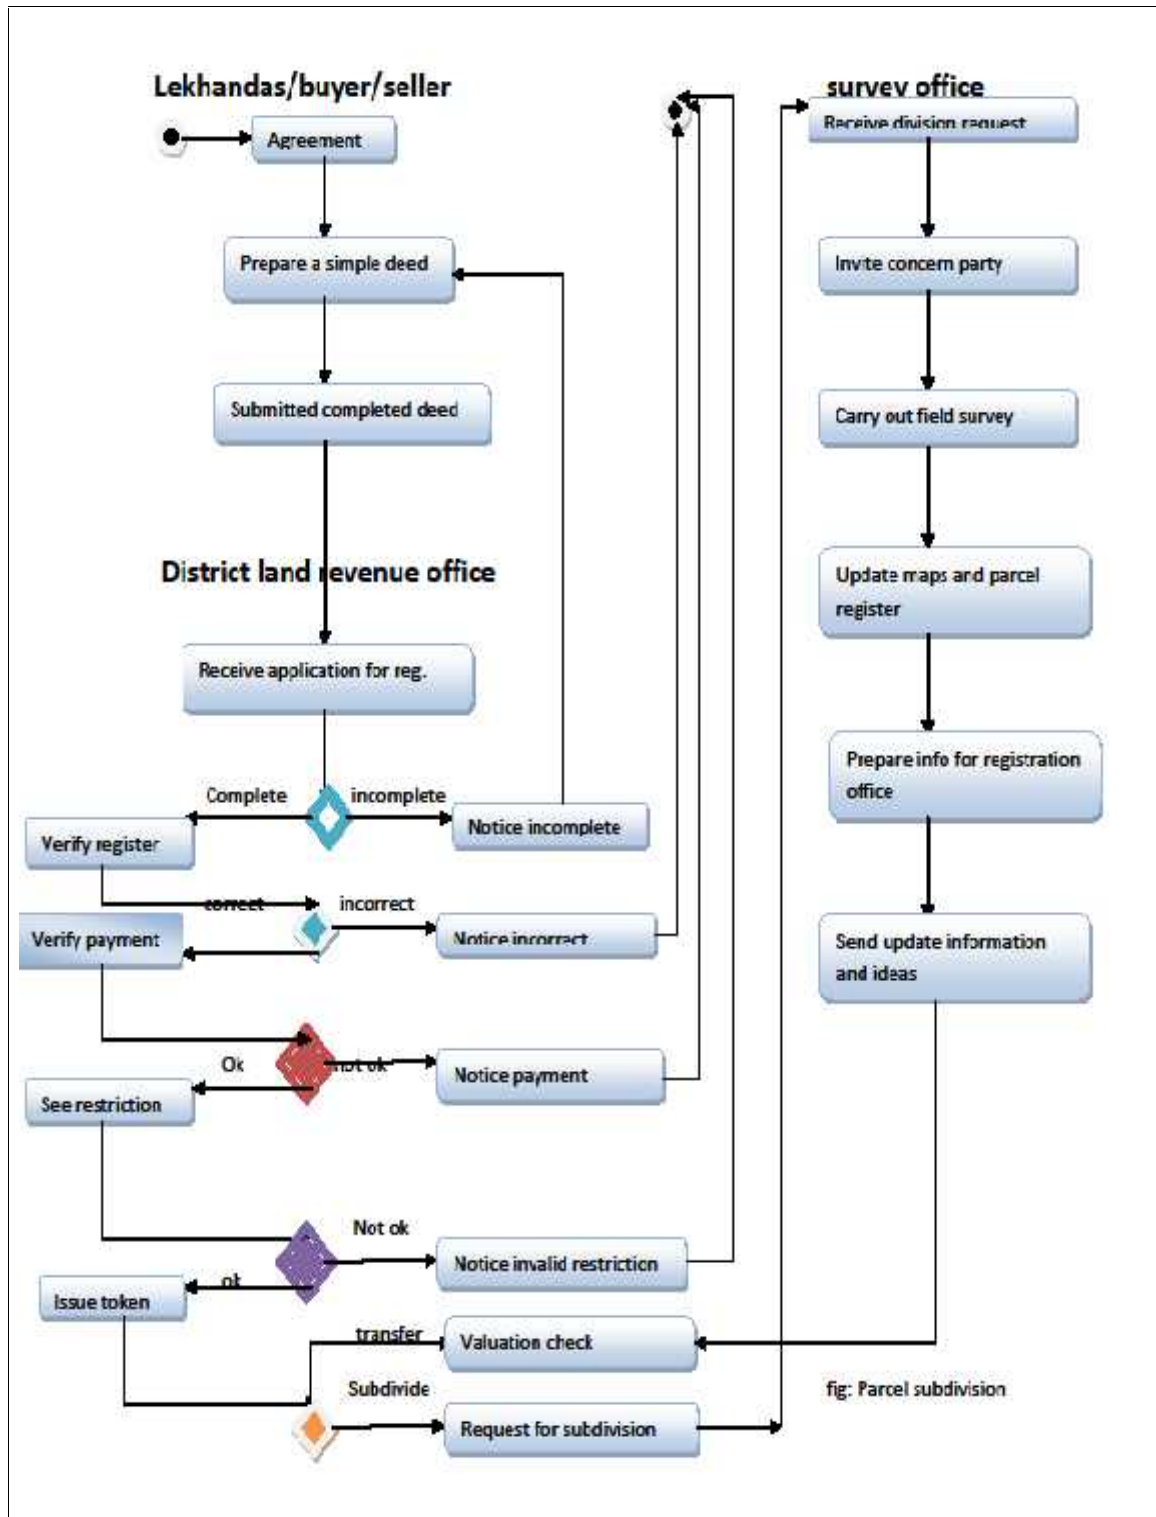 Lekhandas/buyer/seller
Agreement
Prepare a simple deed
Submitted completed deed
District land revenue office
Receive application for reg.
Complete
incomplete
Verify register
Notice incomplete
correct
incorrect
Verify payment
Notice incorrect
Ok
not ok
See restriction
Notice payment
Not ok
Notice invalid restriction
ok
Issue token
transfer
Valuation check
Subdivide
Request for subdivision
survey office
Receive division request
Invite concern party
Carry out field survey
Update maps and parcel
register
Prepare info for registration
office
Send update information
and ideas
fig: Parcel subdivision